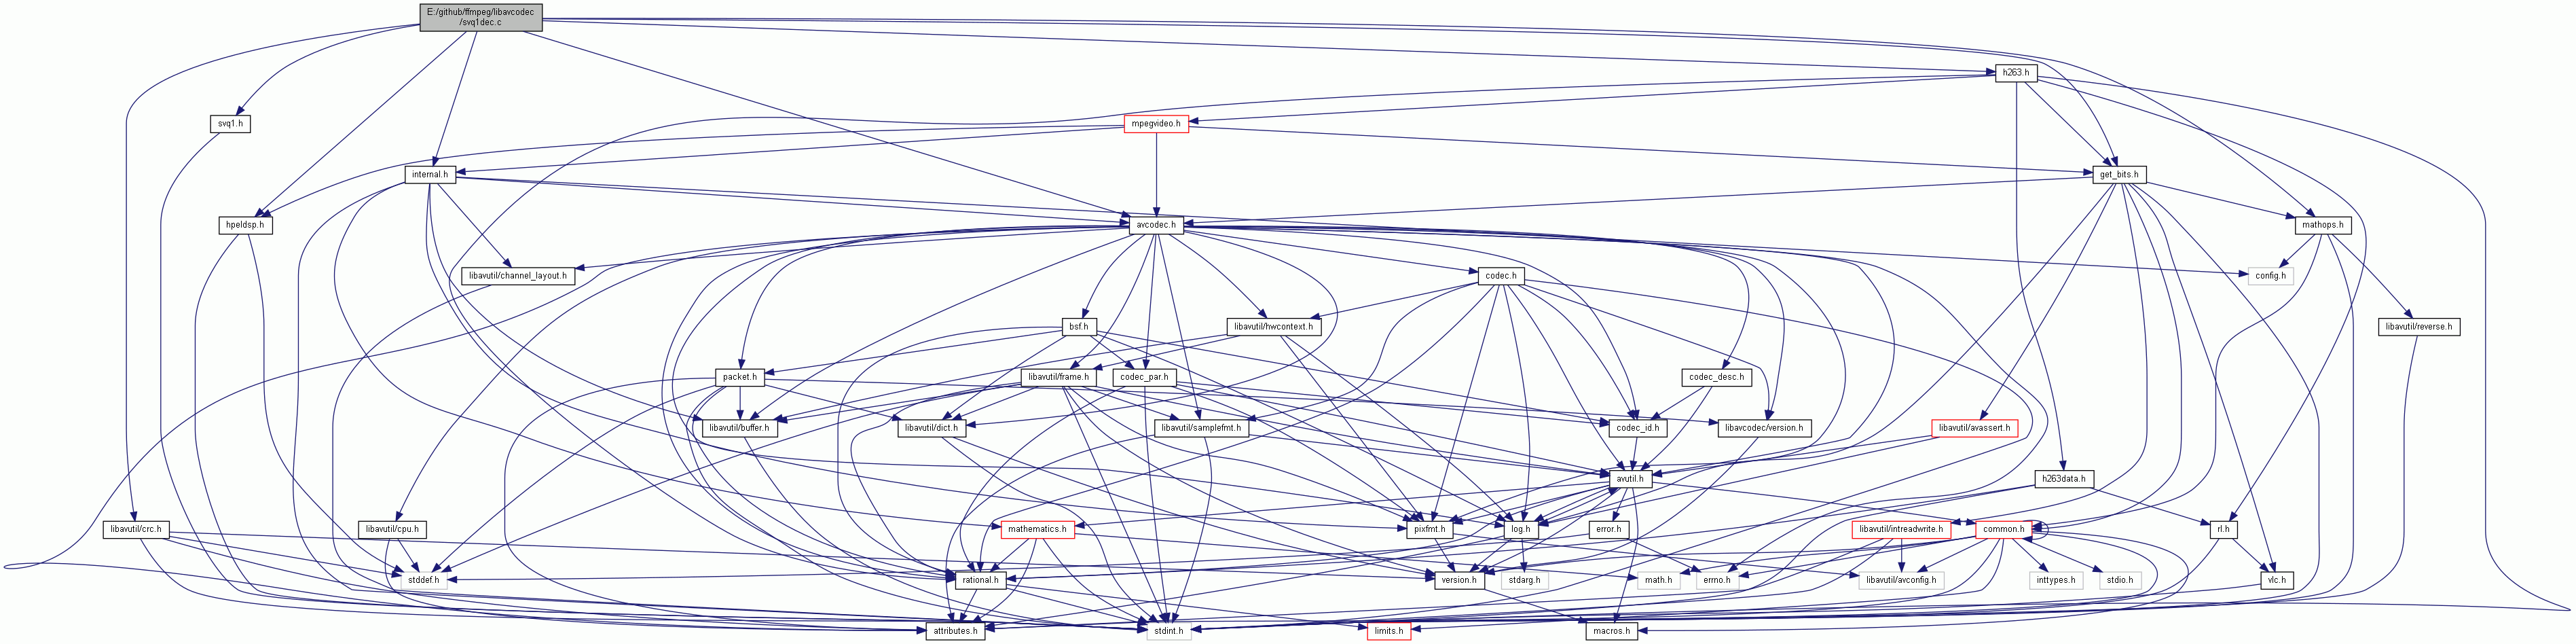 E:/github/ffmpeg/libavcodec
/svq1dec.c
h263.h
svq1.h
mpegvideo.h
internal.h
get_bits.h
hpeldsp.h
avcodec.h
mathops.h
libavutil/channel_layout.h
codec.h
config.h
bsf.h
libavutil/hwcontext.h
libavutil/reverse.h
packet.h
libavutil/frame.h
codec_par.h
codec_desc.h
libavutil/buffer.h
libavutil/dict.h
libavutil/samplefmt.h
codec_id.h
libavcodec/version.h
libavutil/avassert.h
avutil.h
h263data.h
libavutil/crc.h
libavutil/cpu.h
mathematics.h
pixfmt.h
log.h
error.h
libavutil/intreadwrite.h
common.h
rl.h
stddef.h
rational.h
version.h
stdarg.h
math.h
errno.h
libavutil/avconfig.h
inttypes.h
stdio.h
vlc.h
attributes.h
stdint.h
limits.h
macros.h